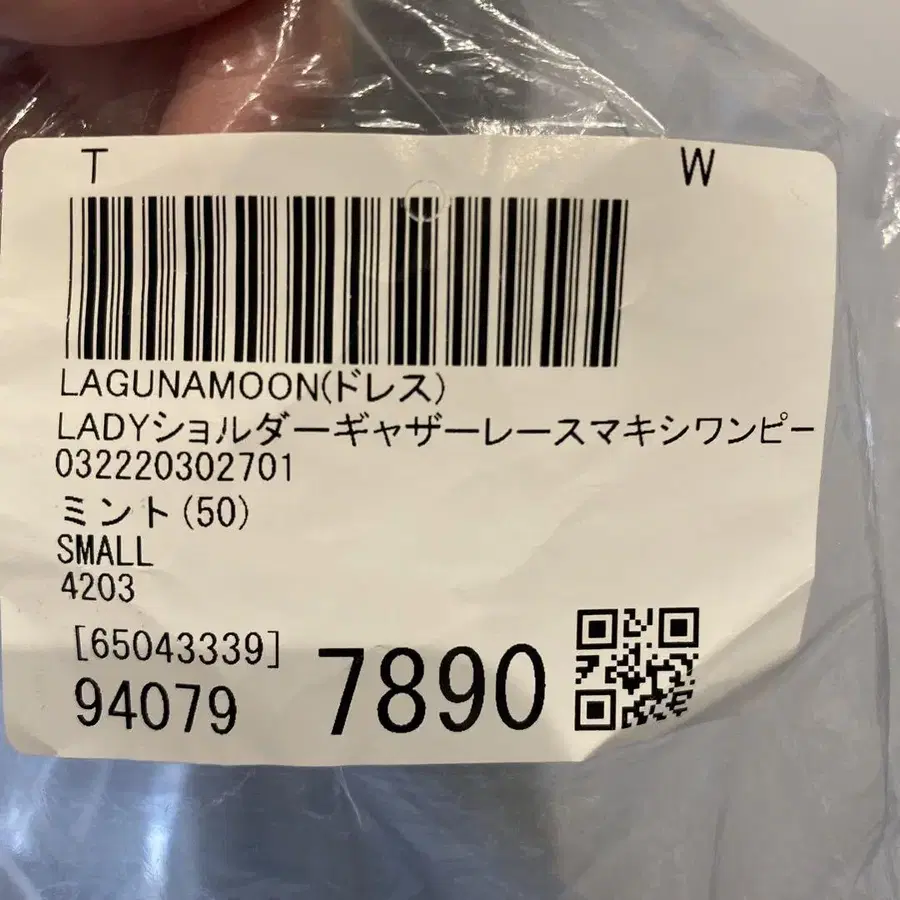 T W
LAGUNAMOON(ドレス)
LADYショルダーギャザーレースマキシワンピー
032220302701
ミント(50)
SMALL
4203
[65043339]
94079 7890